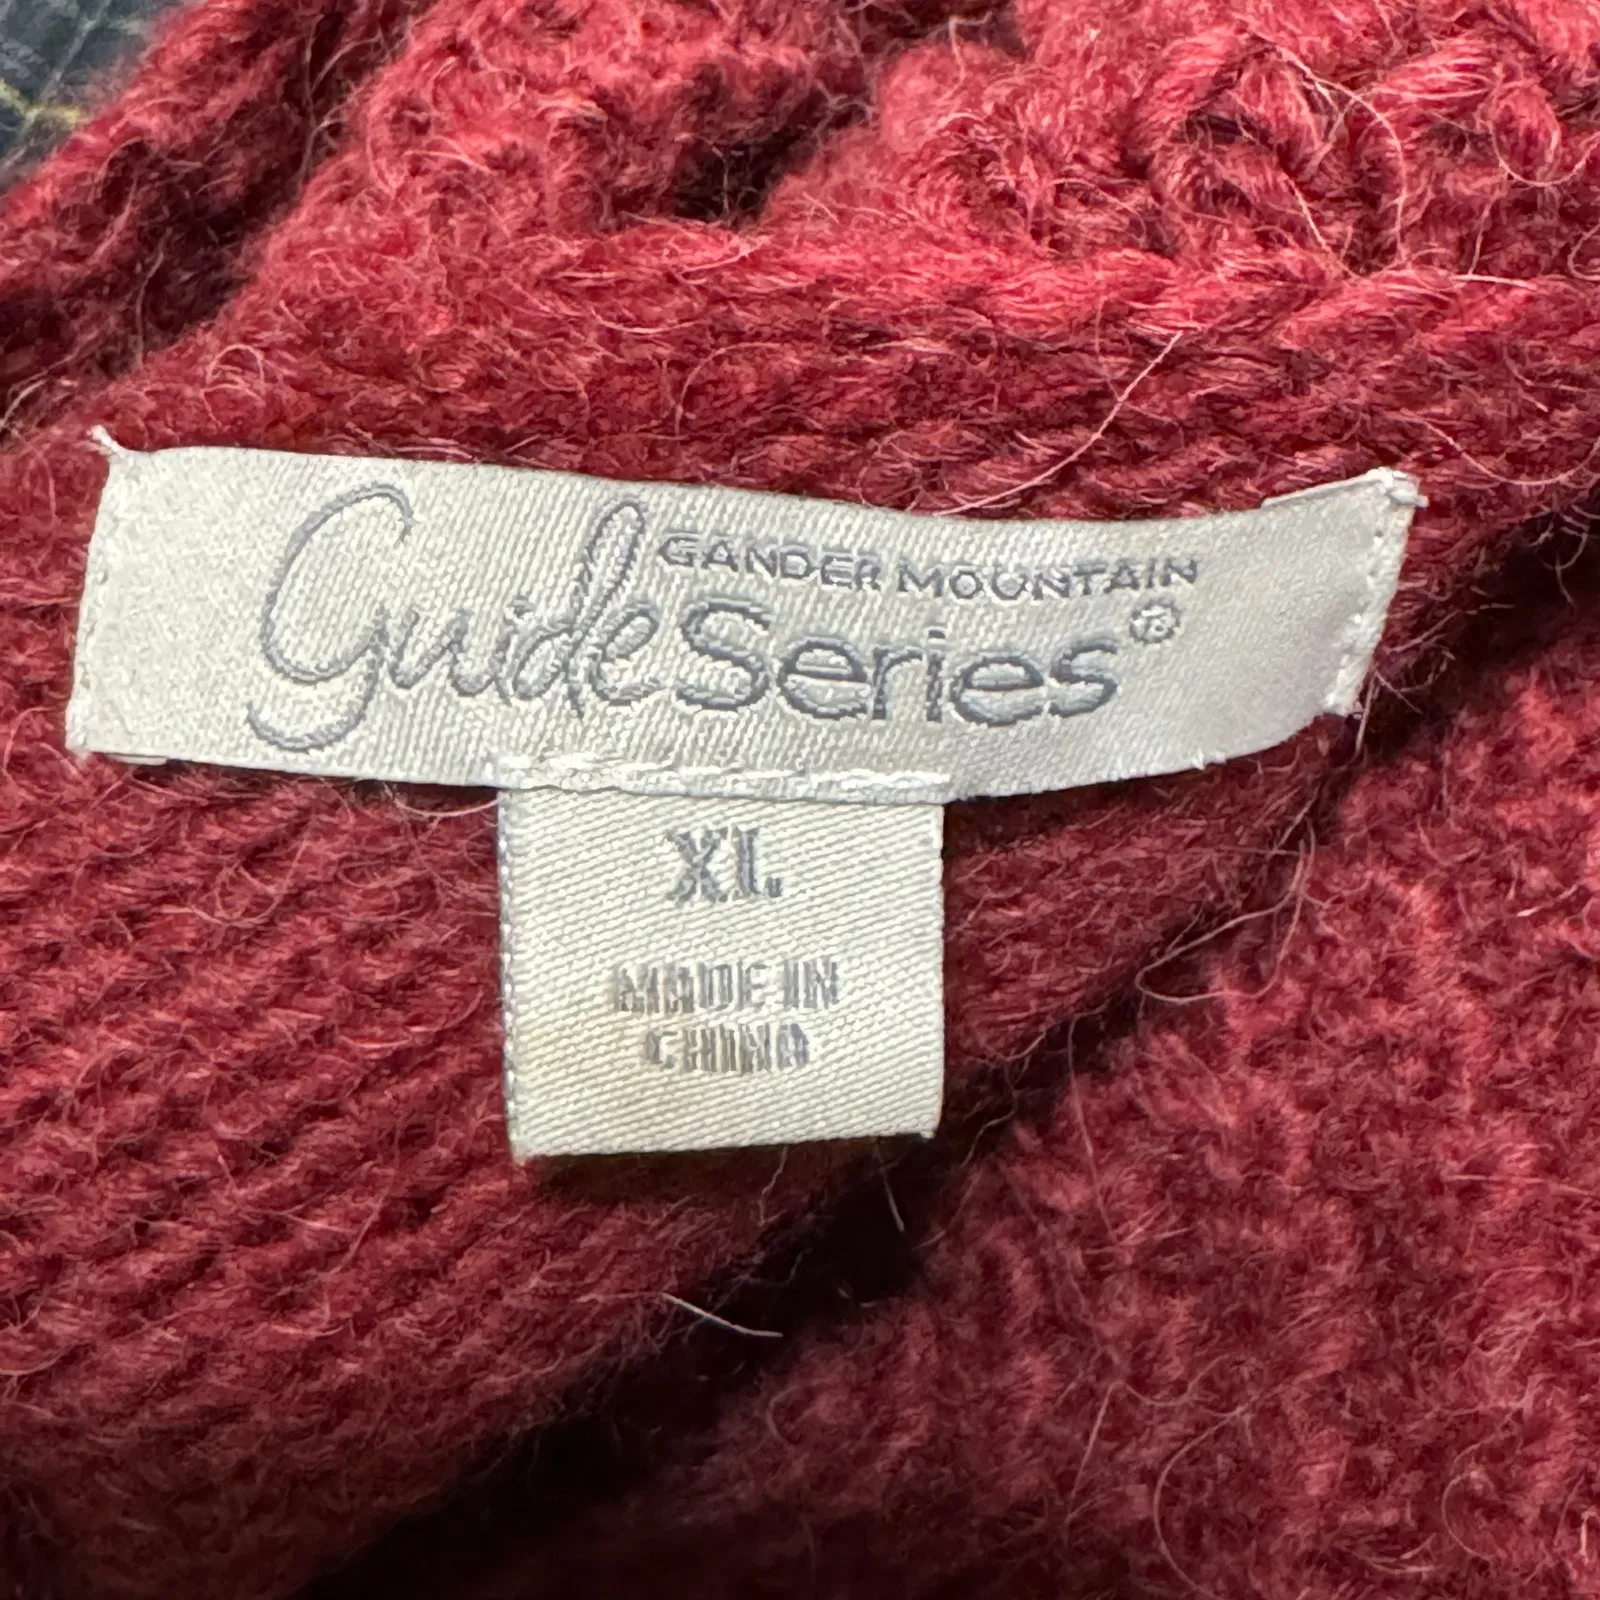 GANDER MOUNTAIN
GuideSeries®
XL
MADE IN
CHINA